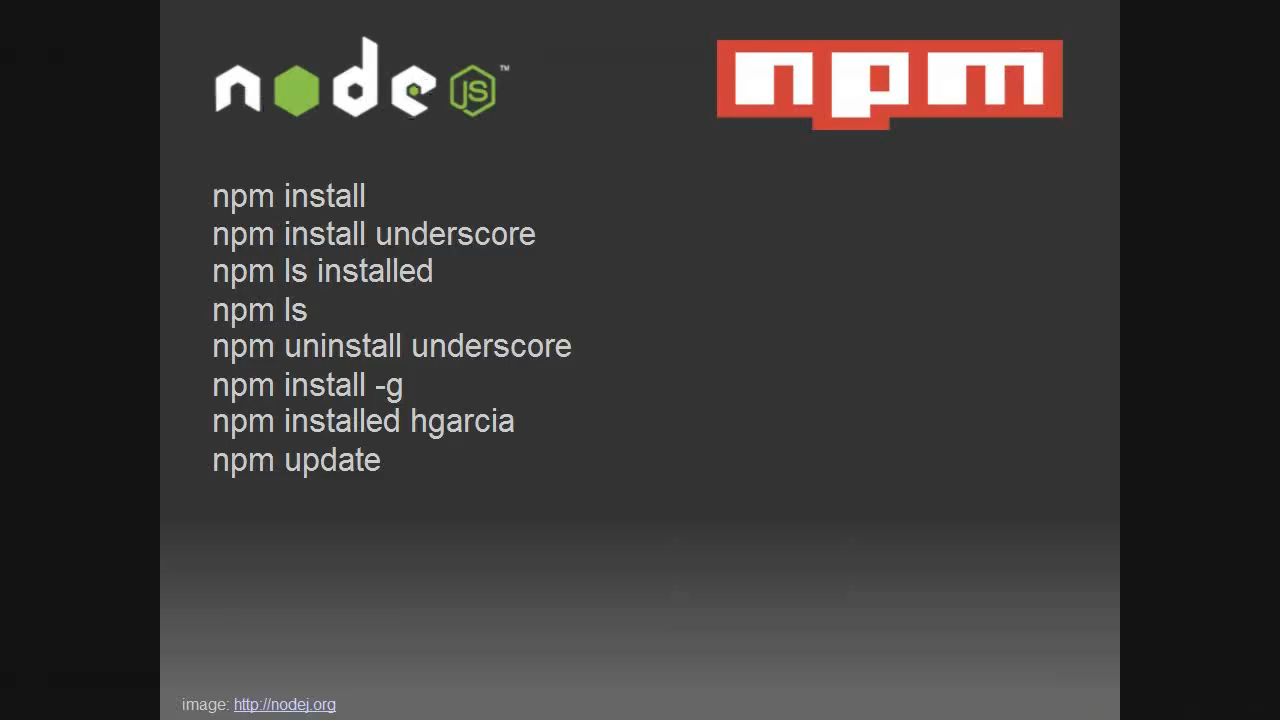 node JS ™
npm
npm install
npm install underscore
npm ls installed
npm ls
npm uninstall underscore
npm install -g
npm installed hgarcia
npm update
image: http://nodej.org